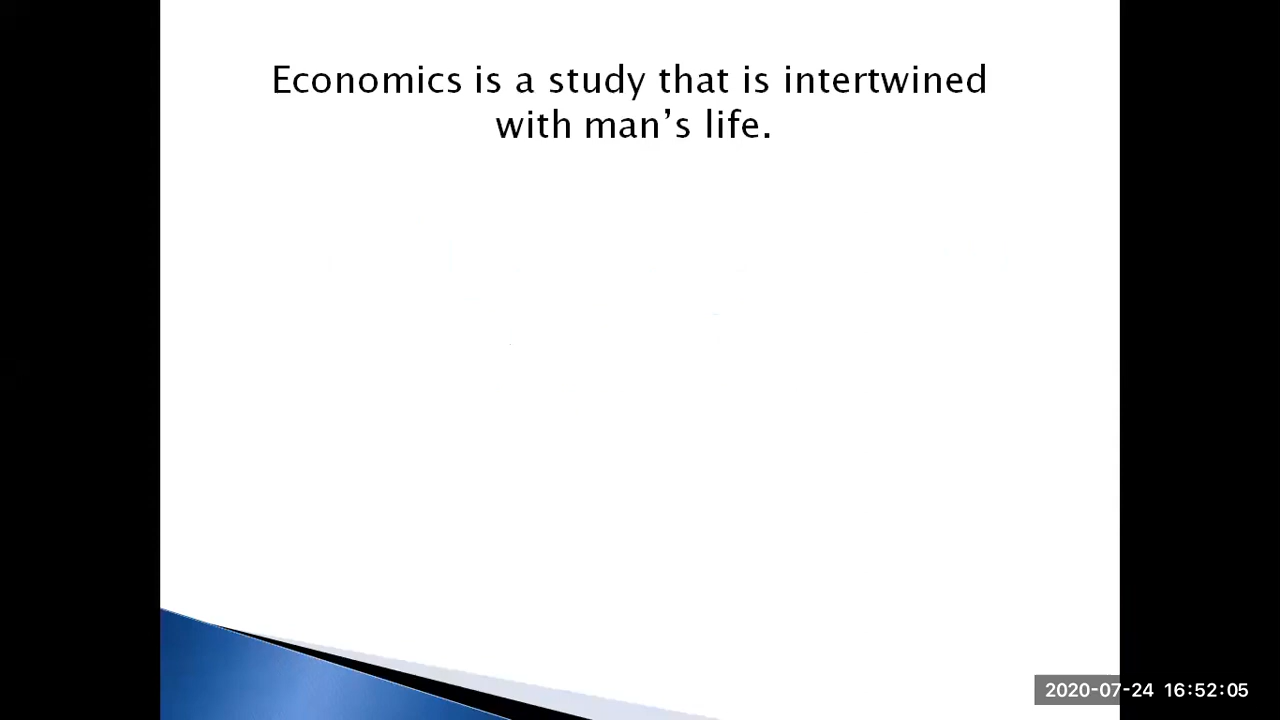 Economics is a study that is intertwined
with man’s life.
2020-07-24 16:52:05